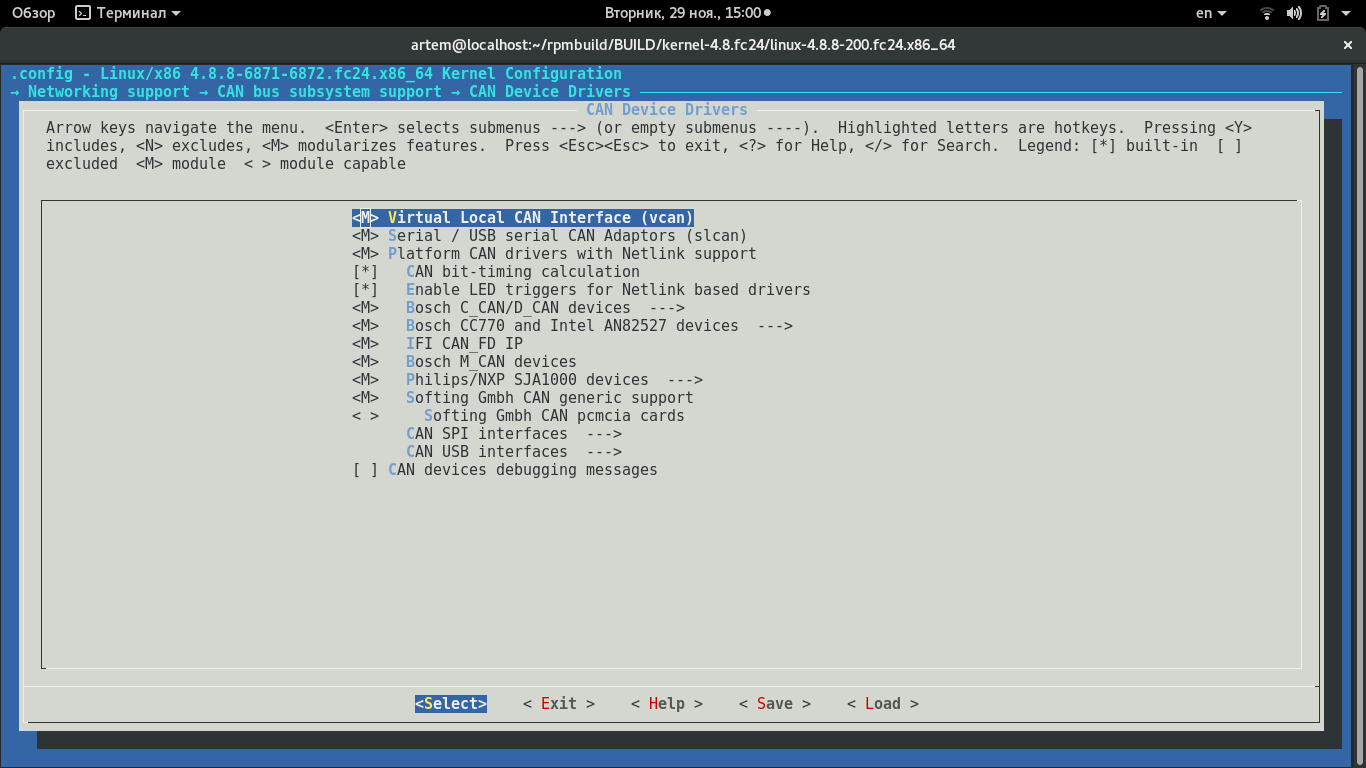 Обзор Терминал Вторник, 29 ноя., 15:00 en
artem@localhost:~/rpmbuild/BUILD/kernel-4.8.fc24/linux-4.8.8-200.fc24.x86_64 ×
.config - Linux/x86 4.8.8-6871-6872.fc24.x86_64 Kernel Configuration
→ Networking support → CAN bus subsystem support → CAN Device Drivers
CAN Device Drivers
Arrow keys navigate the menu.  <Enter> selects submenus ---> (or empty submenus ----).  Highlighted letters are hotkeys.  Pressing <Y>
includes, <N> excludes, <M> modularizes features.  Press <Esc><Esc> to exit, <?> for Help, </> for Search.  Legend: [*] built-in  [ ]
excluded  <M> module  < > module capable
<M> Virtual Local CAN Interface (vcan)
<M> Serial / USB serial CAN Adaptors (slcan)
<M> Platform CAN drivers with Netlink support
[*]   CAN bit-timing calculation
[*]   Enable LED triggers for Netlink based drivers
<M>   Bosch C_CAN/D_CAN devices  --->
<M>   Bosch CC770 and Intel AN82527 devices  --->
<M>   IFI CAN_FD IP
<M>   Bosch M_CAN devices
<M>   Philips/NXP SJA1000 devices  --->
<M>   Softing Gmbh CAN generic support
< >     Softing Gmbh CAN pcmcia cards
CAN SPI interfaces  --->
CAN USB interfaces  --->
[ ] CAN devices debugging messages
<Select>    < Exit >    < Help >    < Save >    < Load >